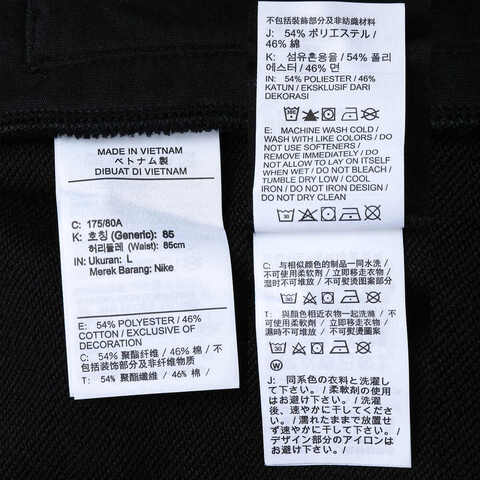 MADE IN VIETNAM
ベトナム製
DIBUAT DI VIETNAM
C: 175/80A
K: 호칭 (Generic): 85
허리둘레 (Waist): 85cm
IN: Ukuran: L
Merek Barang: Nike
E: 54% POLYESTER / 46%
COTTON / EXCLUSIVE OF
DECORATION
C: 54% 聚酯纤维 / 46% 棉 / 不
包括装饰部分及非纤维物质
T: 54% 聚酯纖維 / 46% 棉 /
不包括裝飾部分及非紡織材料
J: 54% ポリエステル /
46% 綿
K: 섬유혼용율 / 54% 폴리
에스터 / 46% 면
IN: 54% POLIESTER / 46%
KATUN / EKSKLUSIF DARI
DEKORASI
E: MACHINE WASH COLD /
WASH WITH LIKE COLORS / DO
NOT USE SOFTENERS /
REMOVE IMMEDIATELY / DO
NOT ALLOW TO LAY ON ITSELF
WHEN WET / DO NOT BLEACH /
TUMBLE DRY LOW / COOL
IRON / DO NOT IRON DESIGN /
DO NOT DRY CLEAN
30
C: 与相似颜色的制品一同水洗 /
不可使用柔软剂 / 立即移走衣物 /
湿时不可堆放 / 不可熨烫图案部分
30
T: 與顏色相近衣物一起洗滌 / 不
可使用柔軟劑 / 立即移走衣物 /
濕時不可堆放 / 不可熨燙圖案
30
W
J: / 同系色の衣料と洗濯し
て下さい。/ 柔軟剤の使用
はお避け下さい。/ 洗濯
後、速やかに干して下さ
い。/ 濡れたままで放置せ
ず速やかに干して下さい。/
デザイン部分のアイロンは
お避け下さい。/